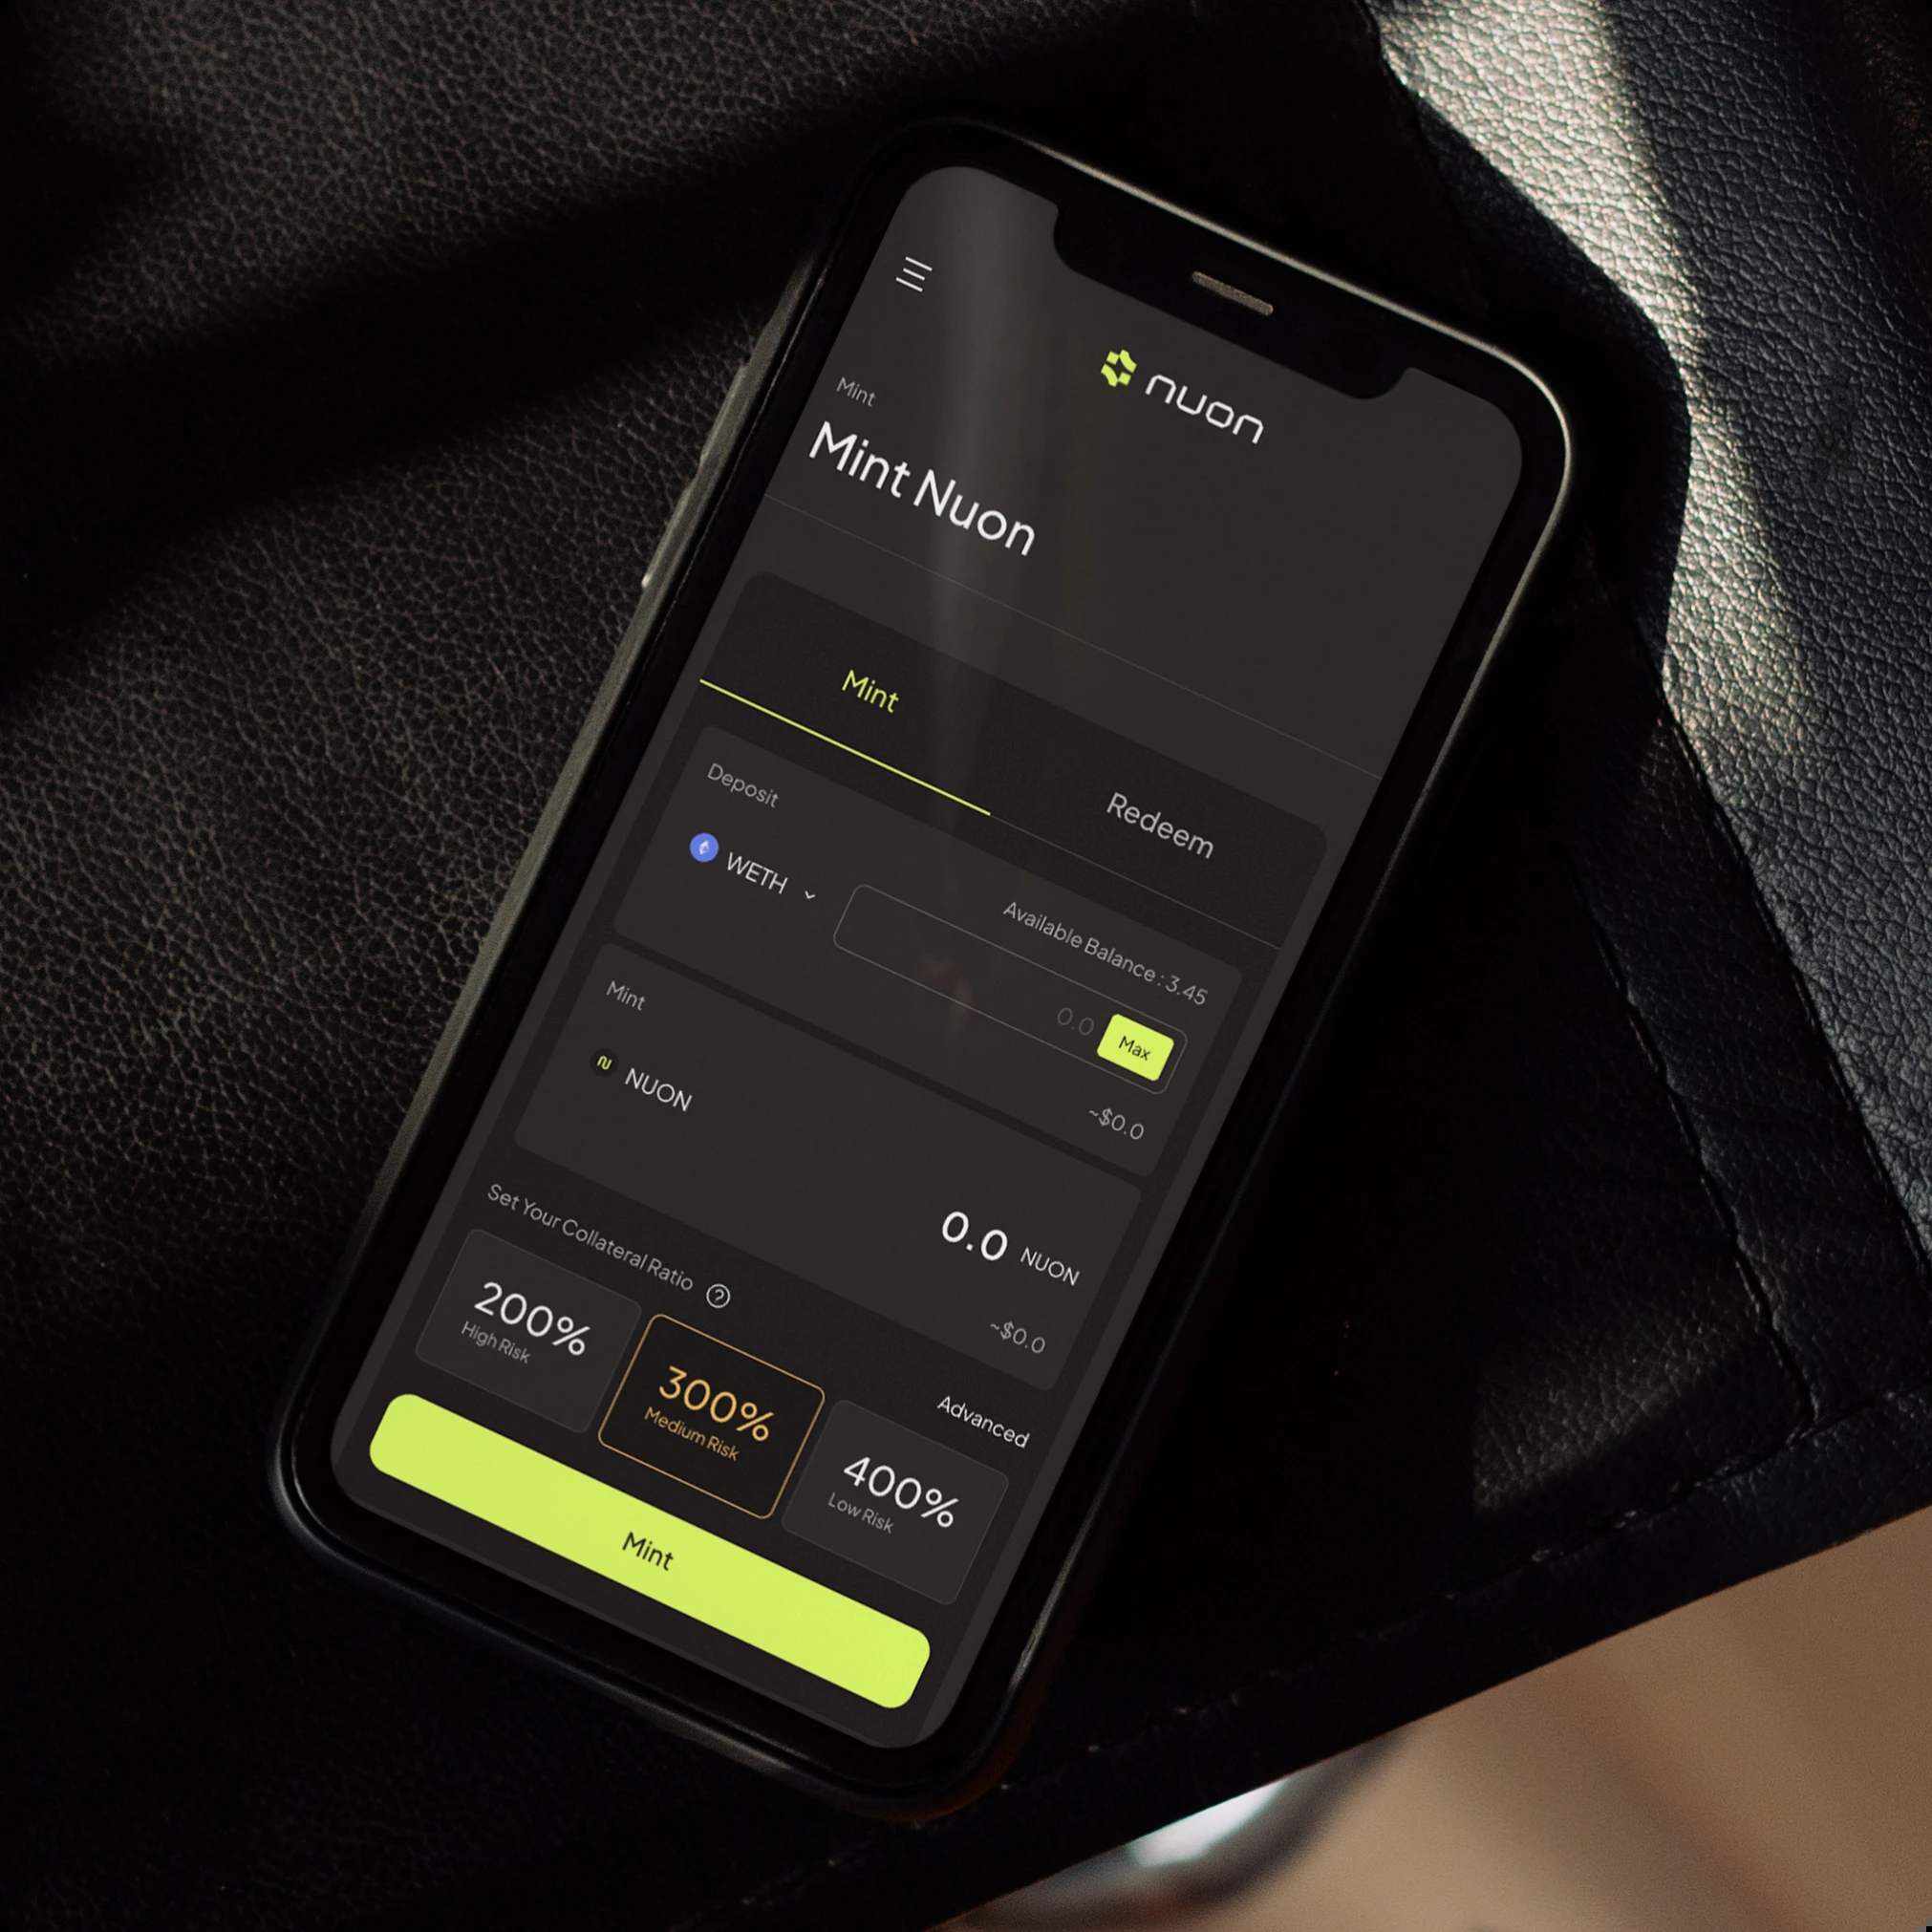 nuon
Mint
Mint Nuon
Mint
Redeem
Deposit
Available Balance : 3.45
WETH
0.0
Max
~$0.0
Mint
NUON
0.0 NUON
~$0.0
Set Your Collateral Ratio ?
Advanced
200%
High Risk
300%
Medium Risk
400%
Low Risk
Mint